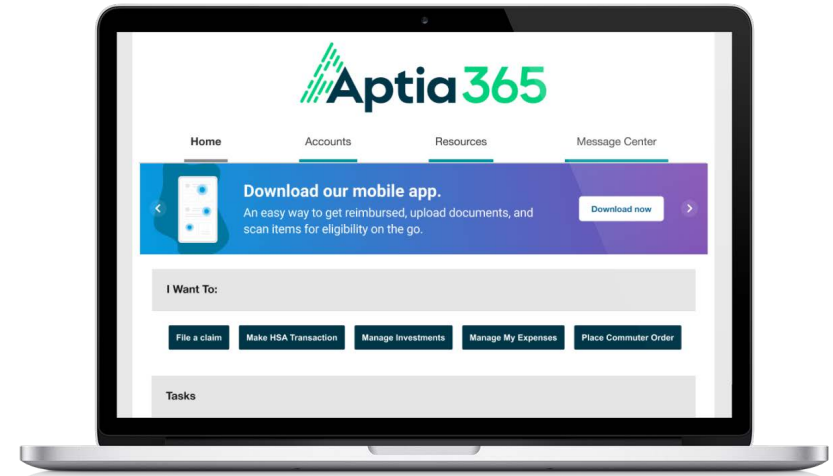 Aptia 365
Home Accounts Resources Message Center
Download our mobile app.
An easy way to get reimbursed, upload documents, and
scan items for eligibility on the go.
Download now
I Want To:
File a claim Make HSA Transaction Manage Investments Manage My Expenses Place Commuter Order
Tasks